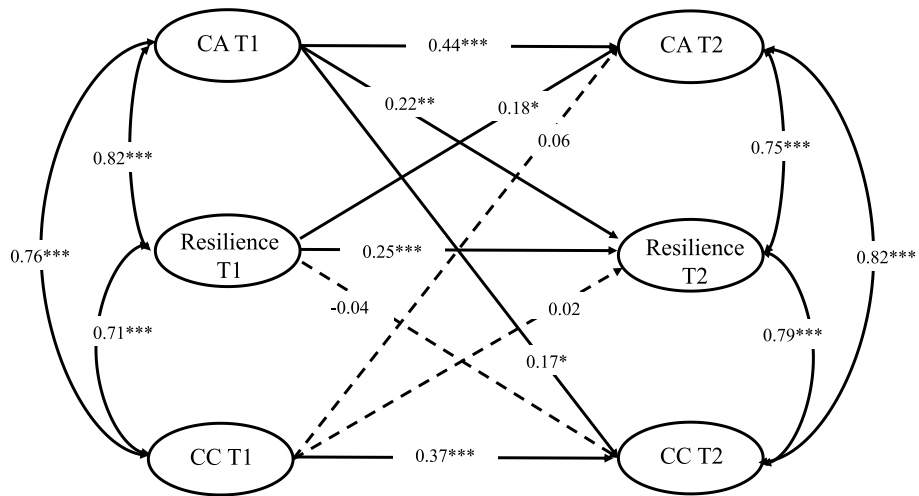 CA T1
0.44***
CA T2
0.22**
0.18*
0.06
0.82***
0.75***
Resilience
T1
0.76***
0.25***
Resilience
T2
0.82***
-0.04
0.02
0.71***
0.79***
0.17*
CC T1
0.37***
CC T2